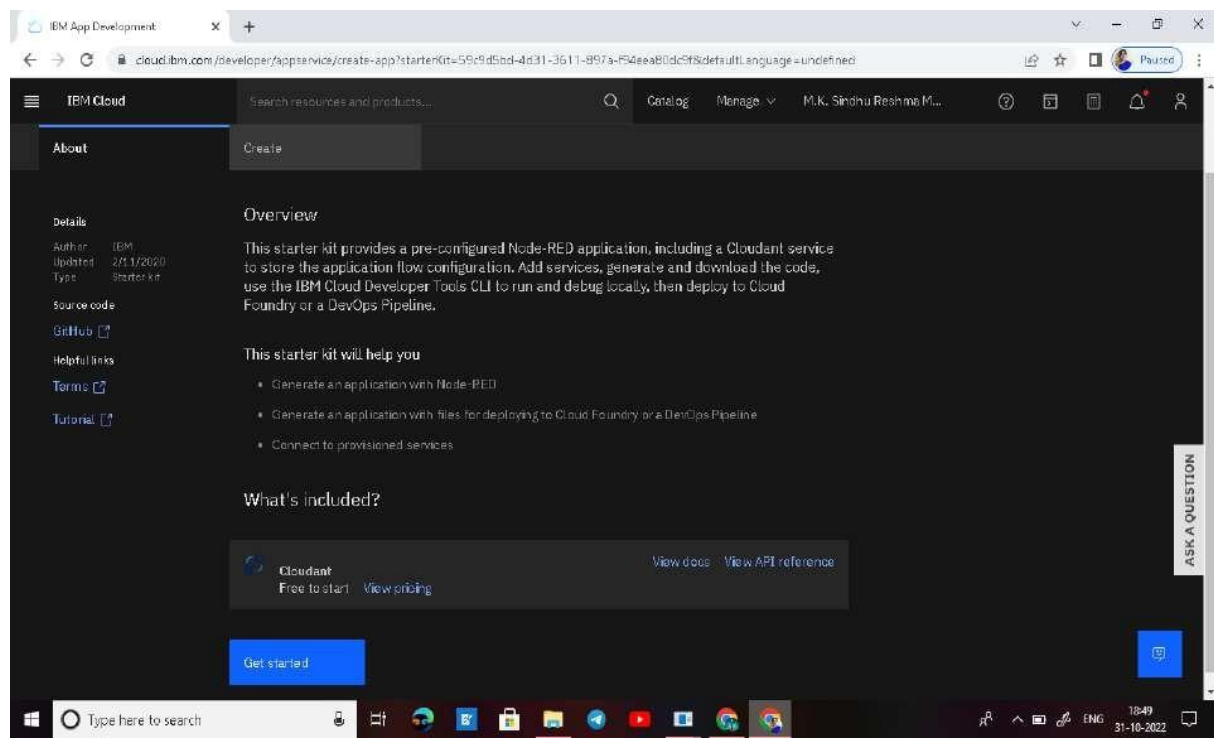 IBM App Development
cloud.ibm.com/developer/appservice/create-app?starterKit=59c9d5bd-4d31-3611-897a-f94eea80dc9f&defaultLanguage=undefined
Paused
IBM Cloud
Search resources and products...
Catalog
Manage
M.K. Sindhu Reshma M...
About
Create
Details
Author IBM
Updated 2/11/2020
Type Starter kit
Source code
GitHub
Helpful links
Terms
Tutorial
Overview
This starter kit provides a pre-configured Node-RED application, including a Cloudant service
to store the application flow configuration. Add services, generate and download the code,
use the IBM Cloud Developer Tools CLI to run and debug locally, then deploy to Cloud
Foundry or a DevOps Pipeline.
This starter kit will help you
• Generate an application with Node-RED
• Generate an application with files for deploying to Cloud Foundry or a DevOps Pipeline
• Connect to provisioned services
What's included?
Cloudant
Free to start View pricing
View docs View API reference
Get started
ASK A QUESTION
Type here to search
ENG
18:49
31-10-2022